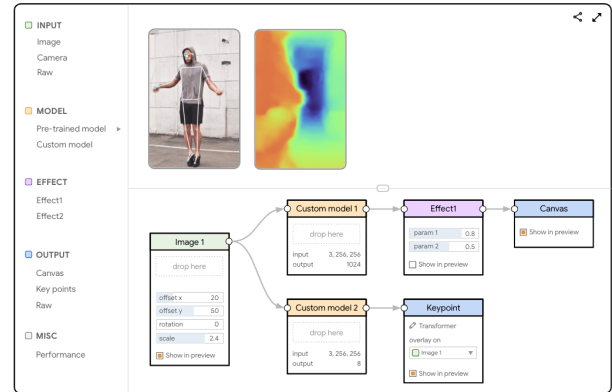 INPUT
Image
Camera
Raw
MODEL
Pre-trained model
Custom model
EFFECT
Effect1
Effect2
OUTPUT
Canvas
Key points
Raw
MISC
Performance
Image 1
drop here
offset x 20
offset y 50
rotation 0
scale 2.4
Show in preview
Custom model 1
drop here
input 3, 256, 256
output 1024
Effect1
param 1 0.8
param 2 0.5
Show in preview
Canvas
Show in preview
Custom model 2
drop here
input 3, 256, 256
output 8
Keypoint
Transformer
overlay on
Image 1
Show in preview